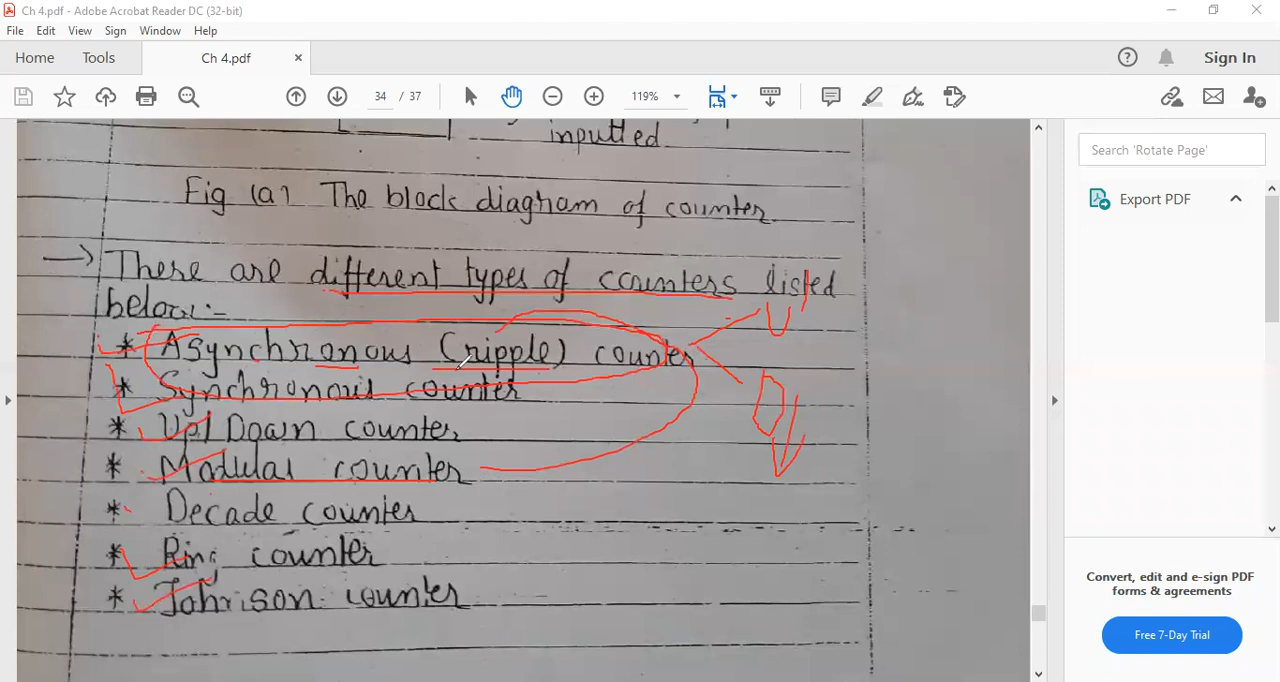 Ch 4.pdf - Adobe Acrobat Reader DC (32-bit)
File Edit View Sign Window Help
Home Tools Ch 4.pdf × Sign In
34 / 37 119%
inputted
Search 'Rotate Page'
Fig (a) The block diagram of counter.
Export PDF
→ There are different types of counters listed
below:-
* Asynchronous (ripple) counter
* Synchronous counter
* Up/Down counter
* Modular counter
* Decade counter
* Ring counter
* Johnson counter
Convert, edit and e-sign PDF
forms & agreements
Free 7-Day Trial